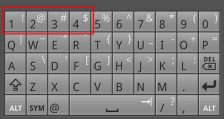 1 ! 2 @ 3 # 4 $ 5 % 6 ^ 7 & 8 * 9 ( 0 )
Q W E R T { Y } U _ I - O + P =
A \ S D ' F [ G ] H < J > K ; L : DEL
Z X C V B N M .
ALT SYM @ / ? , ALT